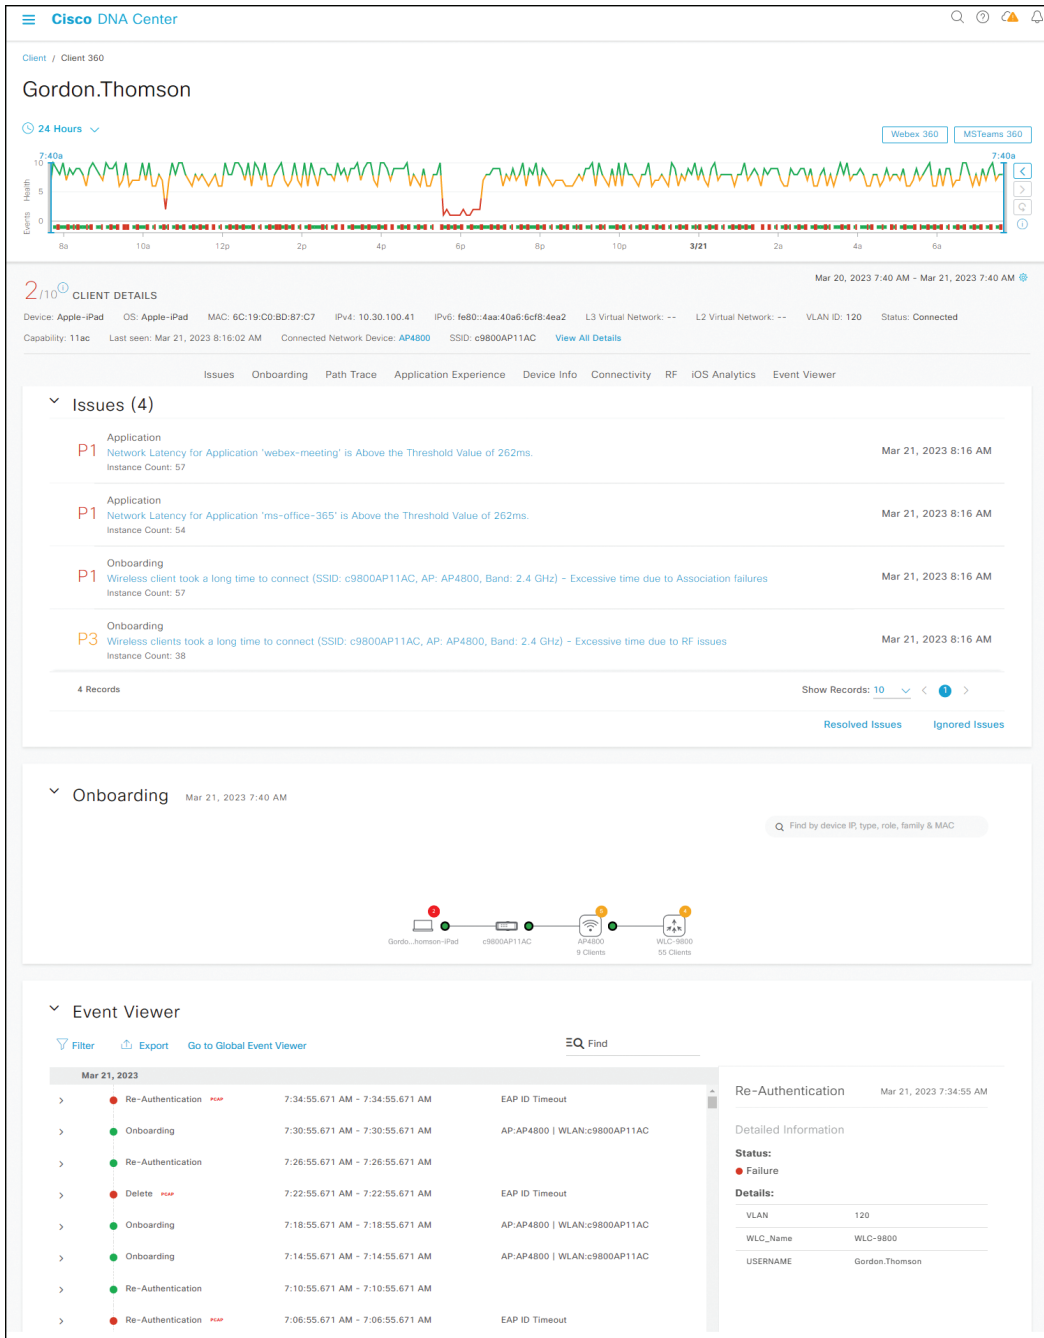 Cisco DNA Center
Client / Client 360
Gordon.Thomson
24 Hours
Webex 360 MSTeams 360
7:40a 7:40a
10
5
0
Health
Events
8a 10a 12p 2p 4p 6p 8p 10p 3/21 2a 4a 6a
Mar 20, 2023 7:40 AM - Mar 21, 2023 7:40 AM
2/10 CLIENT DETAILS
Device: Apple-iPad OS: Apple-iPad MAC: 6C:19:C0:BD:87:C7 IPv4: 10.30.100.41 IPv6: fe80::4aa:40a6:6cf8:4ea2 L3 Virtual Network: -- L2 Virtual Network: -- VLAN ID: 120 Status: Connected
Capability: 11ac Last seen: Mar 21, 2023 8:16:02 AM Connected Network Device: AP4800 SSID: c9800AP11AC View All Details
Issues Onboarding Path Trace Application Experience Device Info Connectivity RF iOS Analytics Event Viewer
Issues (4)
Application
P1 Network Latency for Application 'webex-meeting' is Above the Threshold Value of 262ms. Mar 21, 2023 8:16 AM
Instance Count: 57
Application
P1 Network Latency for Application 'ms-office-365' is Above the Threshold Value of 262ms. Mar 21, 2023 8:16 AM
Instance Count: 54
Onboarding
P1 Wireless client took a long time to connect (SSID: c9800AP11AC, AP: AP4800, Band: 2.4 GHz) - Excessive time due to Association failures Mar 21, 2023 8:16 AM
Instance Count: 57
Onboarding
P3 Wireless clients took a long time to connect (SSID: c9800AP11AC, AP: AP4800, Band: 2.4 GHz) - Excessive time due to RF issues Mar 21, 2023 8:16 AM
Instance Count: 38
4 Records Show Records: 10 1
Resolved Issues Ignored Issues
Onboarding Mar 21, 2023 7:40 AM
Find by device IP, type, role, family & MAC
2
Gordo...homson-iPad c9800AP11AC AP4800 WLC-9800
9 Clients 55 Clients
Event Viewer
Filter Export Go to Global Event Viewer Find
Mar 21, 2023
Re-Authentication PCAP 7:34:55.671 AM - 7:34:55.671 AM EAP ID Timeout
Onboarding 7:30:55.671 AM - 7:30:55.671 AM AP:AP4800 | WLAN:c9800AP11AC
Re-Authentication 7:26:55.671 AM - 7:26:55.671 AM
Delete PCAP 7:22:55.671 AM - 7:22:55.671 AM EAP ID Timeout
Onboarding 7:18:55.671 AM - 7:18:55.671 AM AP:AP4800 | WLAN:c9800AP11AC
Onboarding 7:14:55.671 AM - 7:14:55.671 AM AP:AP4800 | WLAN:c9800AP11AC
Re-Authentication 7:10:55.671 AM - 7:10:55.671 AM
Re-Authentication PCAP 7:06:55.671 AM - 7:06:55.671 AM EAP ID Timeout
Re-Authentication Mar 21, 2023 7:34:55 AM
Detailed Information
Status:
Failure
Details:
VLAN 120
WLC_Name WLC-9800
USERNAME Gordon.Thomson